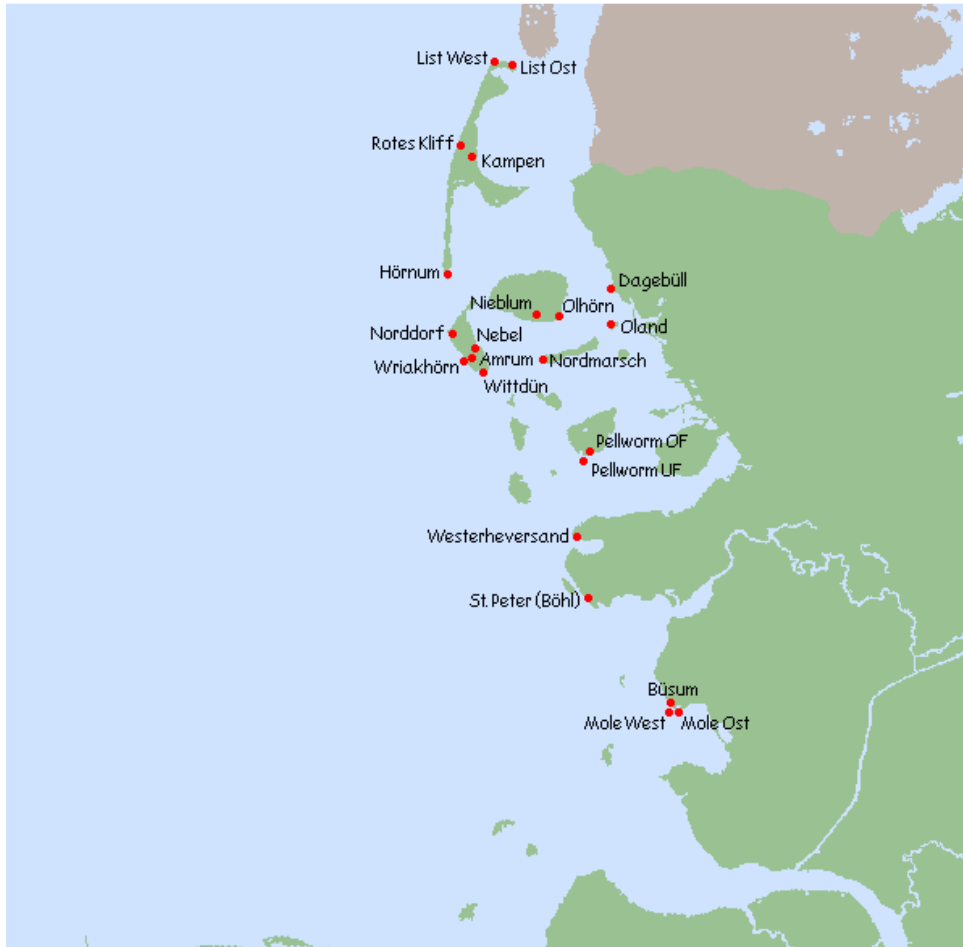 List West
List Ost
Rotes Kliff
Kampen
Hörnum
Dagebüll
Nieblum
Olhörn
Oland
Norddorf
Nebel
Amrum
Nordmarsch
Wriakhörn
Wittdün
Pellworm OF
Pellworm UF
Westerheversand
St. Peter (Böhl)
Büsum
Mole West
Mole Ost